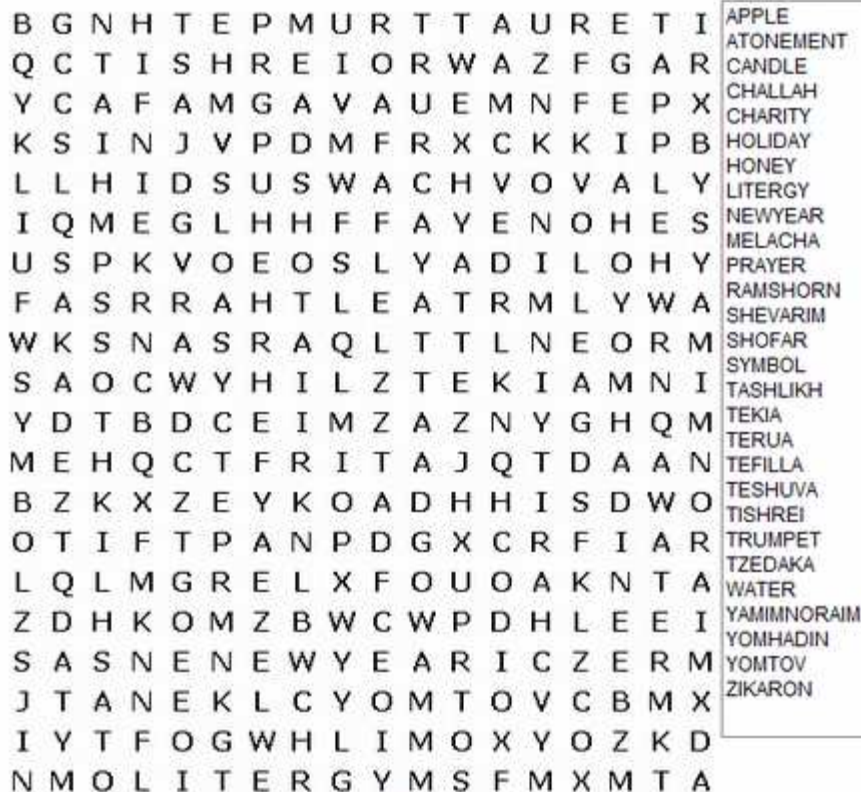 B G N H T E P M U R T T A U R E T I
Q C T I S H R E I O R W A Z F G A R
Y C A F A M G A V A U E M N F E P X
K S I N J V P D M F R X C K K I P B
L L H I D S U S W A C H V O V A L Y
I Q M E G L H H F F A Y E N O H E S
U S P K V O E O S L Y A D I L O H Y
F A S R R A H T L E A T R M L Y W A
W K S N A S R A Q L T T L N E O R M
S A O C W Y H I L Z T E K I A M N I
Y D T B D C E I M Z A Z N Y G H Q M
M E H Q C T F R I T A J Q T D A A N
B Z K X Z E Y K O A D H H I S D W O
O T I F T P A N P D G X C R F I A R
L Q L M G R E L X F O U O A K N T A
Z D H K O M Z B W C W P D H L E E I
S A S N E N E W Y E A R I C Z E R M
J T A N E K L C Y O M T O V C B M X
I Y T F O G W H L I M O X Y O Z K D
N M O L I T E R G Y M S F M X M T A
APPLE
ATONEMENT
CANDLE
CHALLAH
CHARITY
HOLIDAY
HONEY
LITERGY
NEWYEAR
MELACHA
PRAYER
RAMSHORN
SHEVARIM
SHOFAR
SYMBOL
TASHLIKH
TEKIA
TERUA
TEFILLA
TESHUVA
TISHREI
TRUMPET
TZEDAKA
WATER
YAMIMNORAIM
YOMHADIN
YOMTOV
ZIKARON